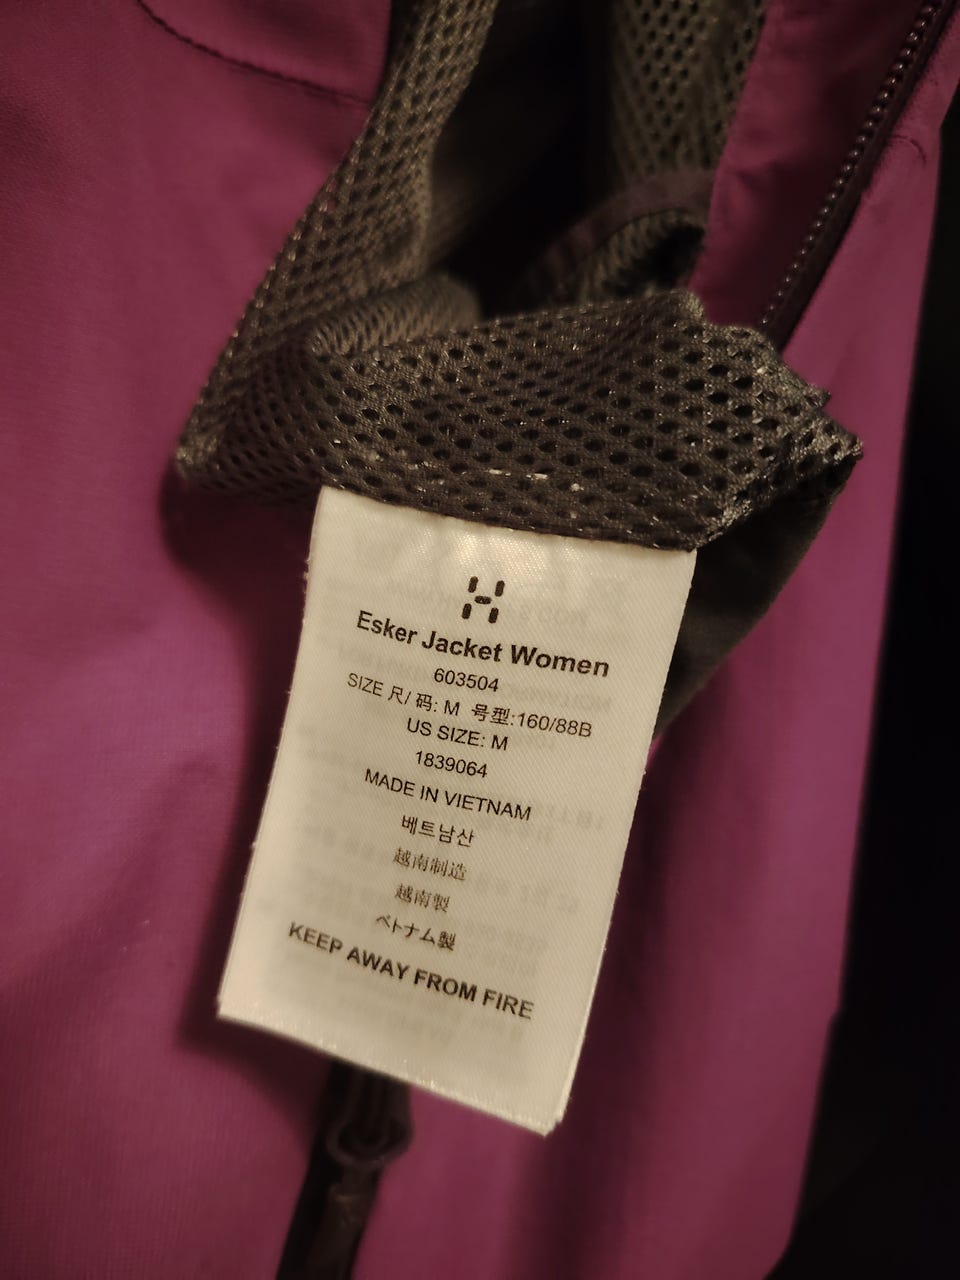 Esker Jacket Women
603504
SIZE 尺/ 码: M 号型:160/88B
US SIZE: M
1839064
MADE IN VIETNAM
베트남산
越南制造
越南製
ベトナム製
KEEP AWAY FROM FIRE